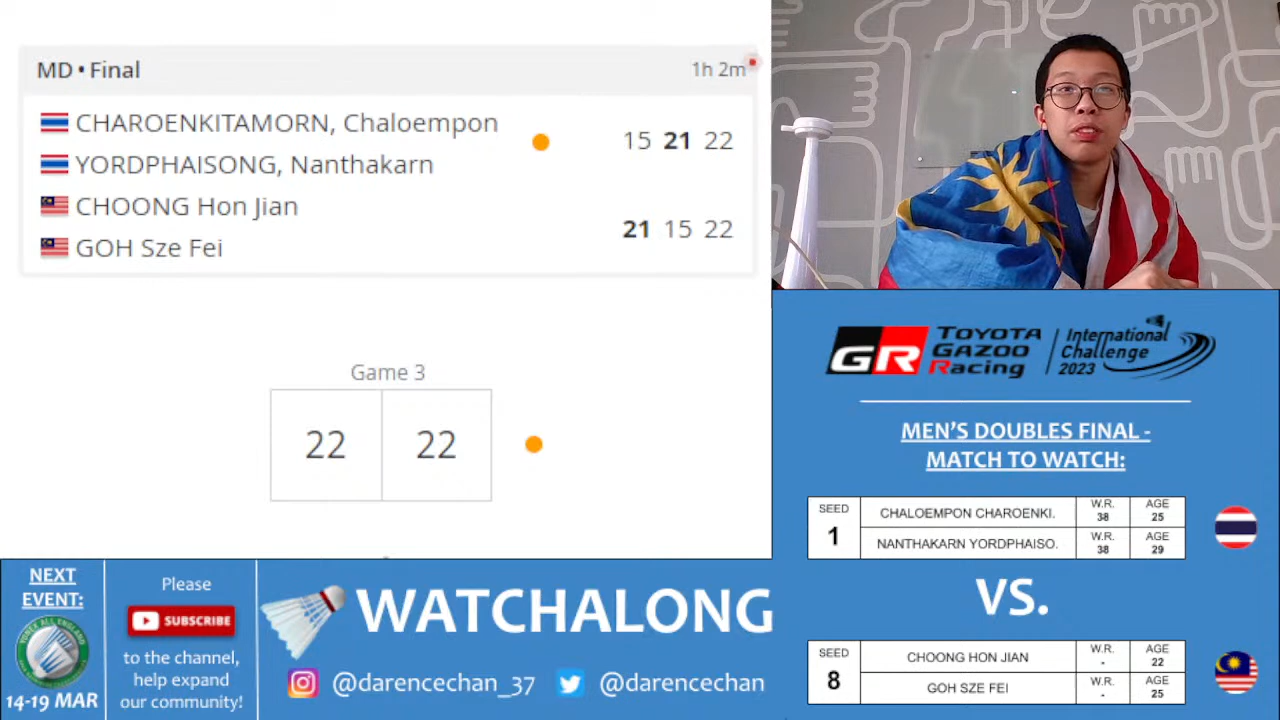 MD • Final
1h 2m
CHAROENKITAMORN, Chaloempon
YORDPHAISONG, Nanthakarn
15 21 22
CHOONG Hon Jian
GOH Sze Fei
21 15 22
Game 3
22 22
GR TOYOTA GAZOO Racing
International Challenge 2023
MEN'S DOUBLES FINAL -
MATCH TO WATCH:
SEED 1
CHALOEMPON CHAROENKI. W.R. 38 AGE 25
NANTHAKARN YORDPHAISO. W.R. 38 AGE 29
VS.
SEED 8
CHOONG HON JIAN W.R. - AGE 22
GOH SZE FEI W.R. - AGE 25
NEXT
EVENT:
14-19 MAR
Please
SUBSCRIBE
to the channel,
help expand
our community!
WATCHALONG
@darencechan_37
@darencechan